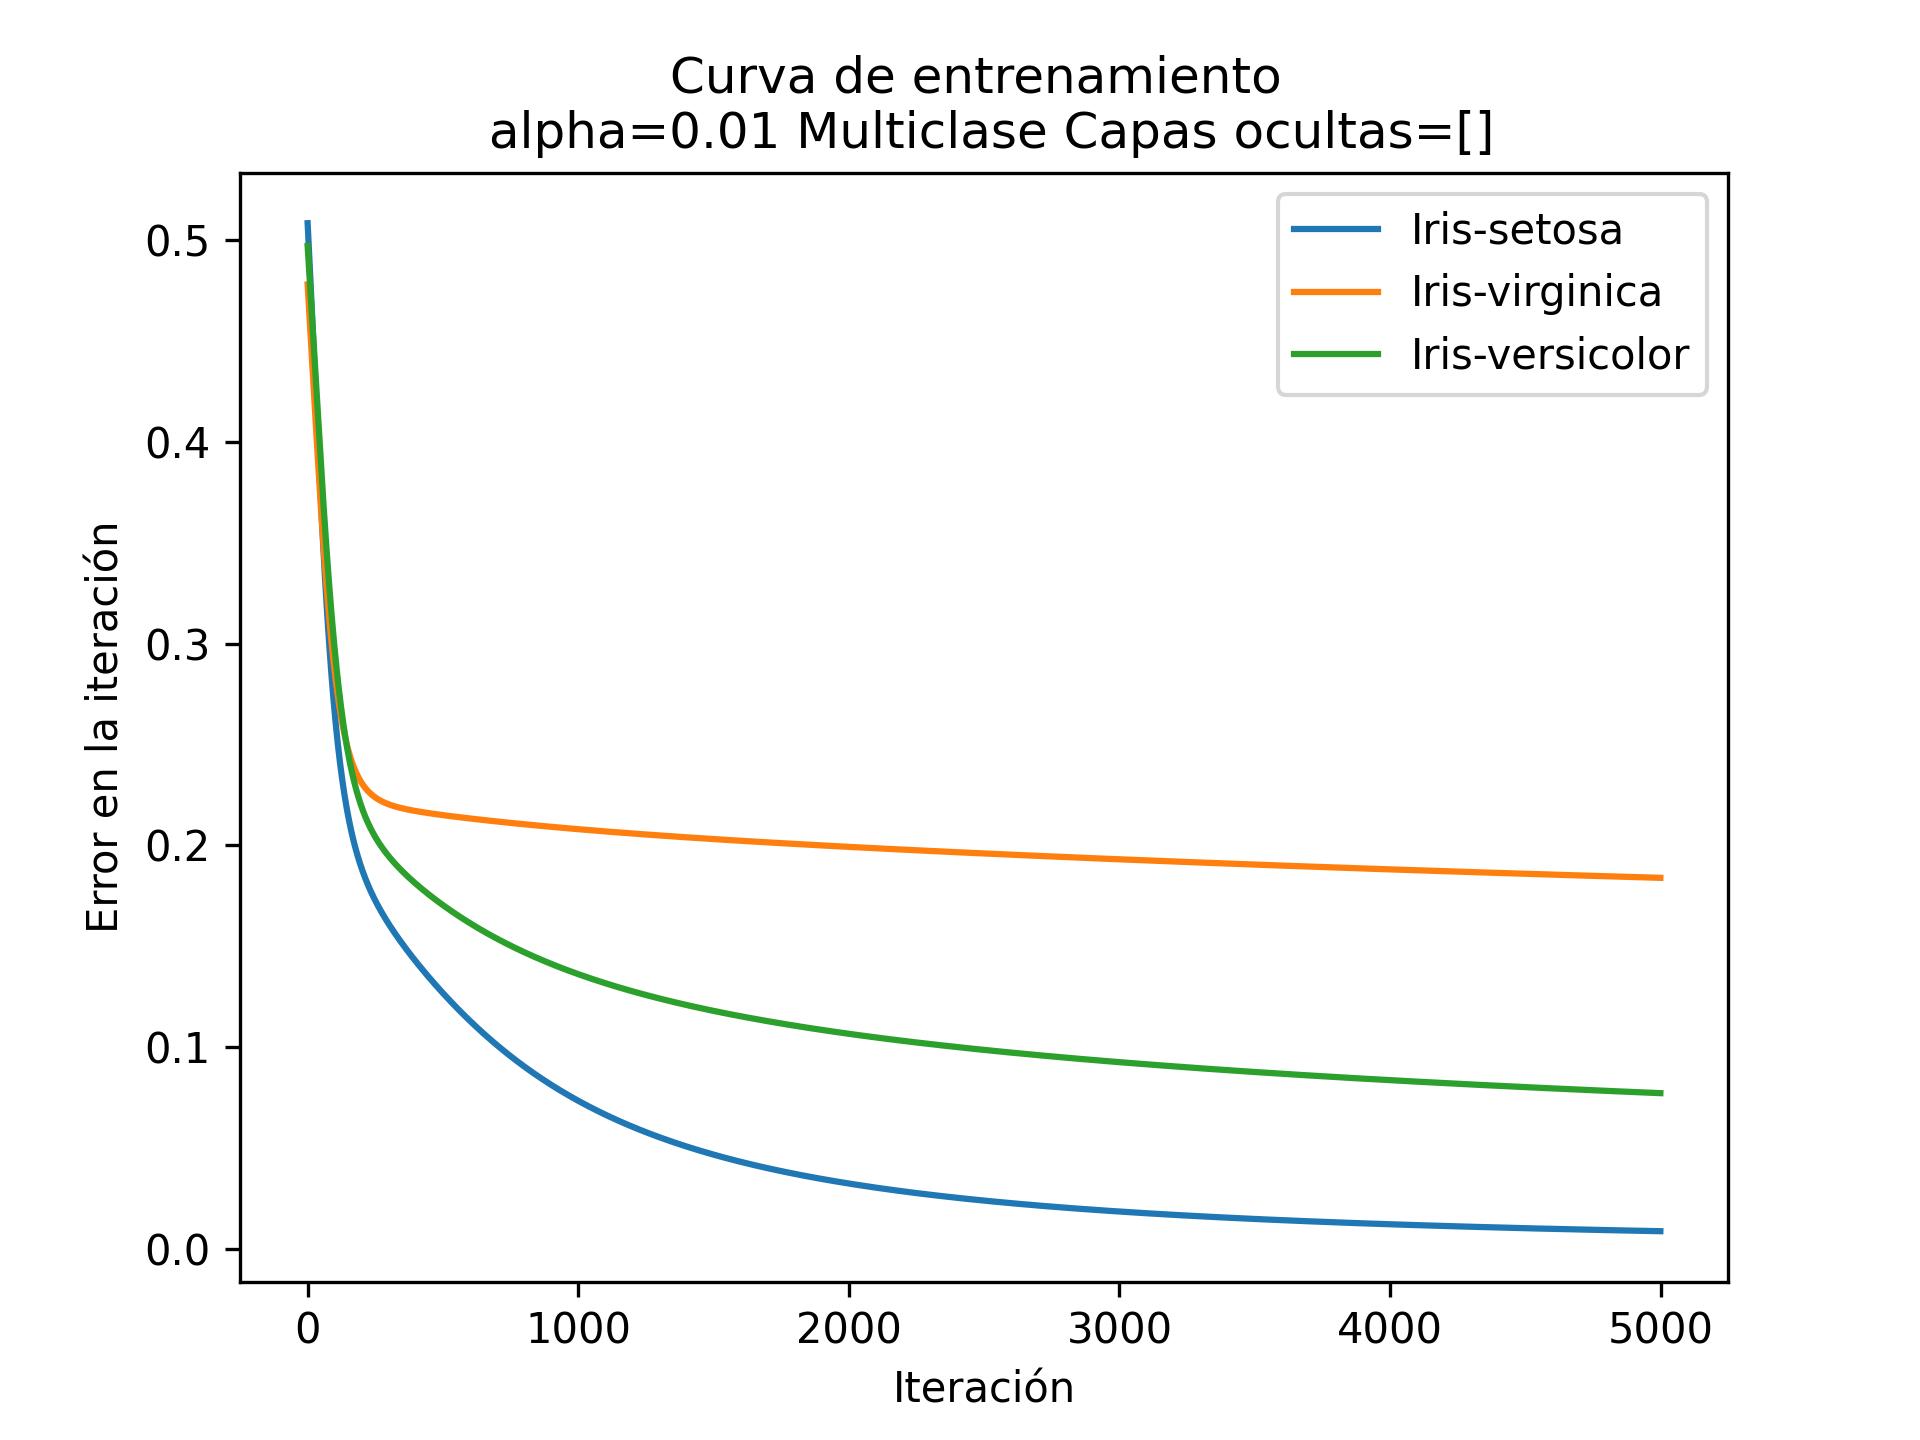 Curva de entrenamiento
alpha=0.01 Multiclase Capas ocultas=[]
Iris-setosa
Iris-virginica
Iris-versicolor
Error en la iteración
0.5
0.4
0.3
0.2
0.1
0.0
0 1000 2000 3000 4000 5000
Iteración